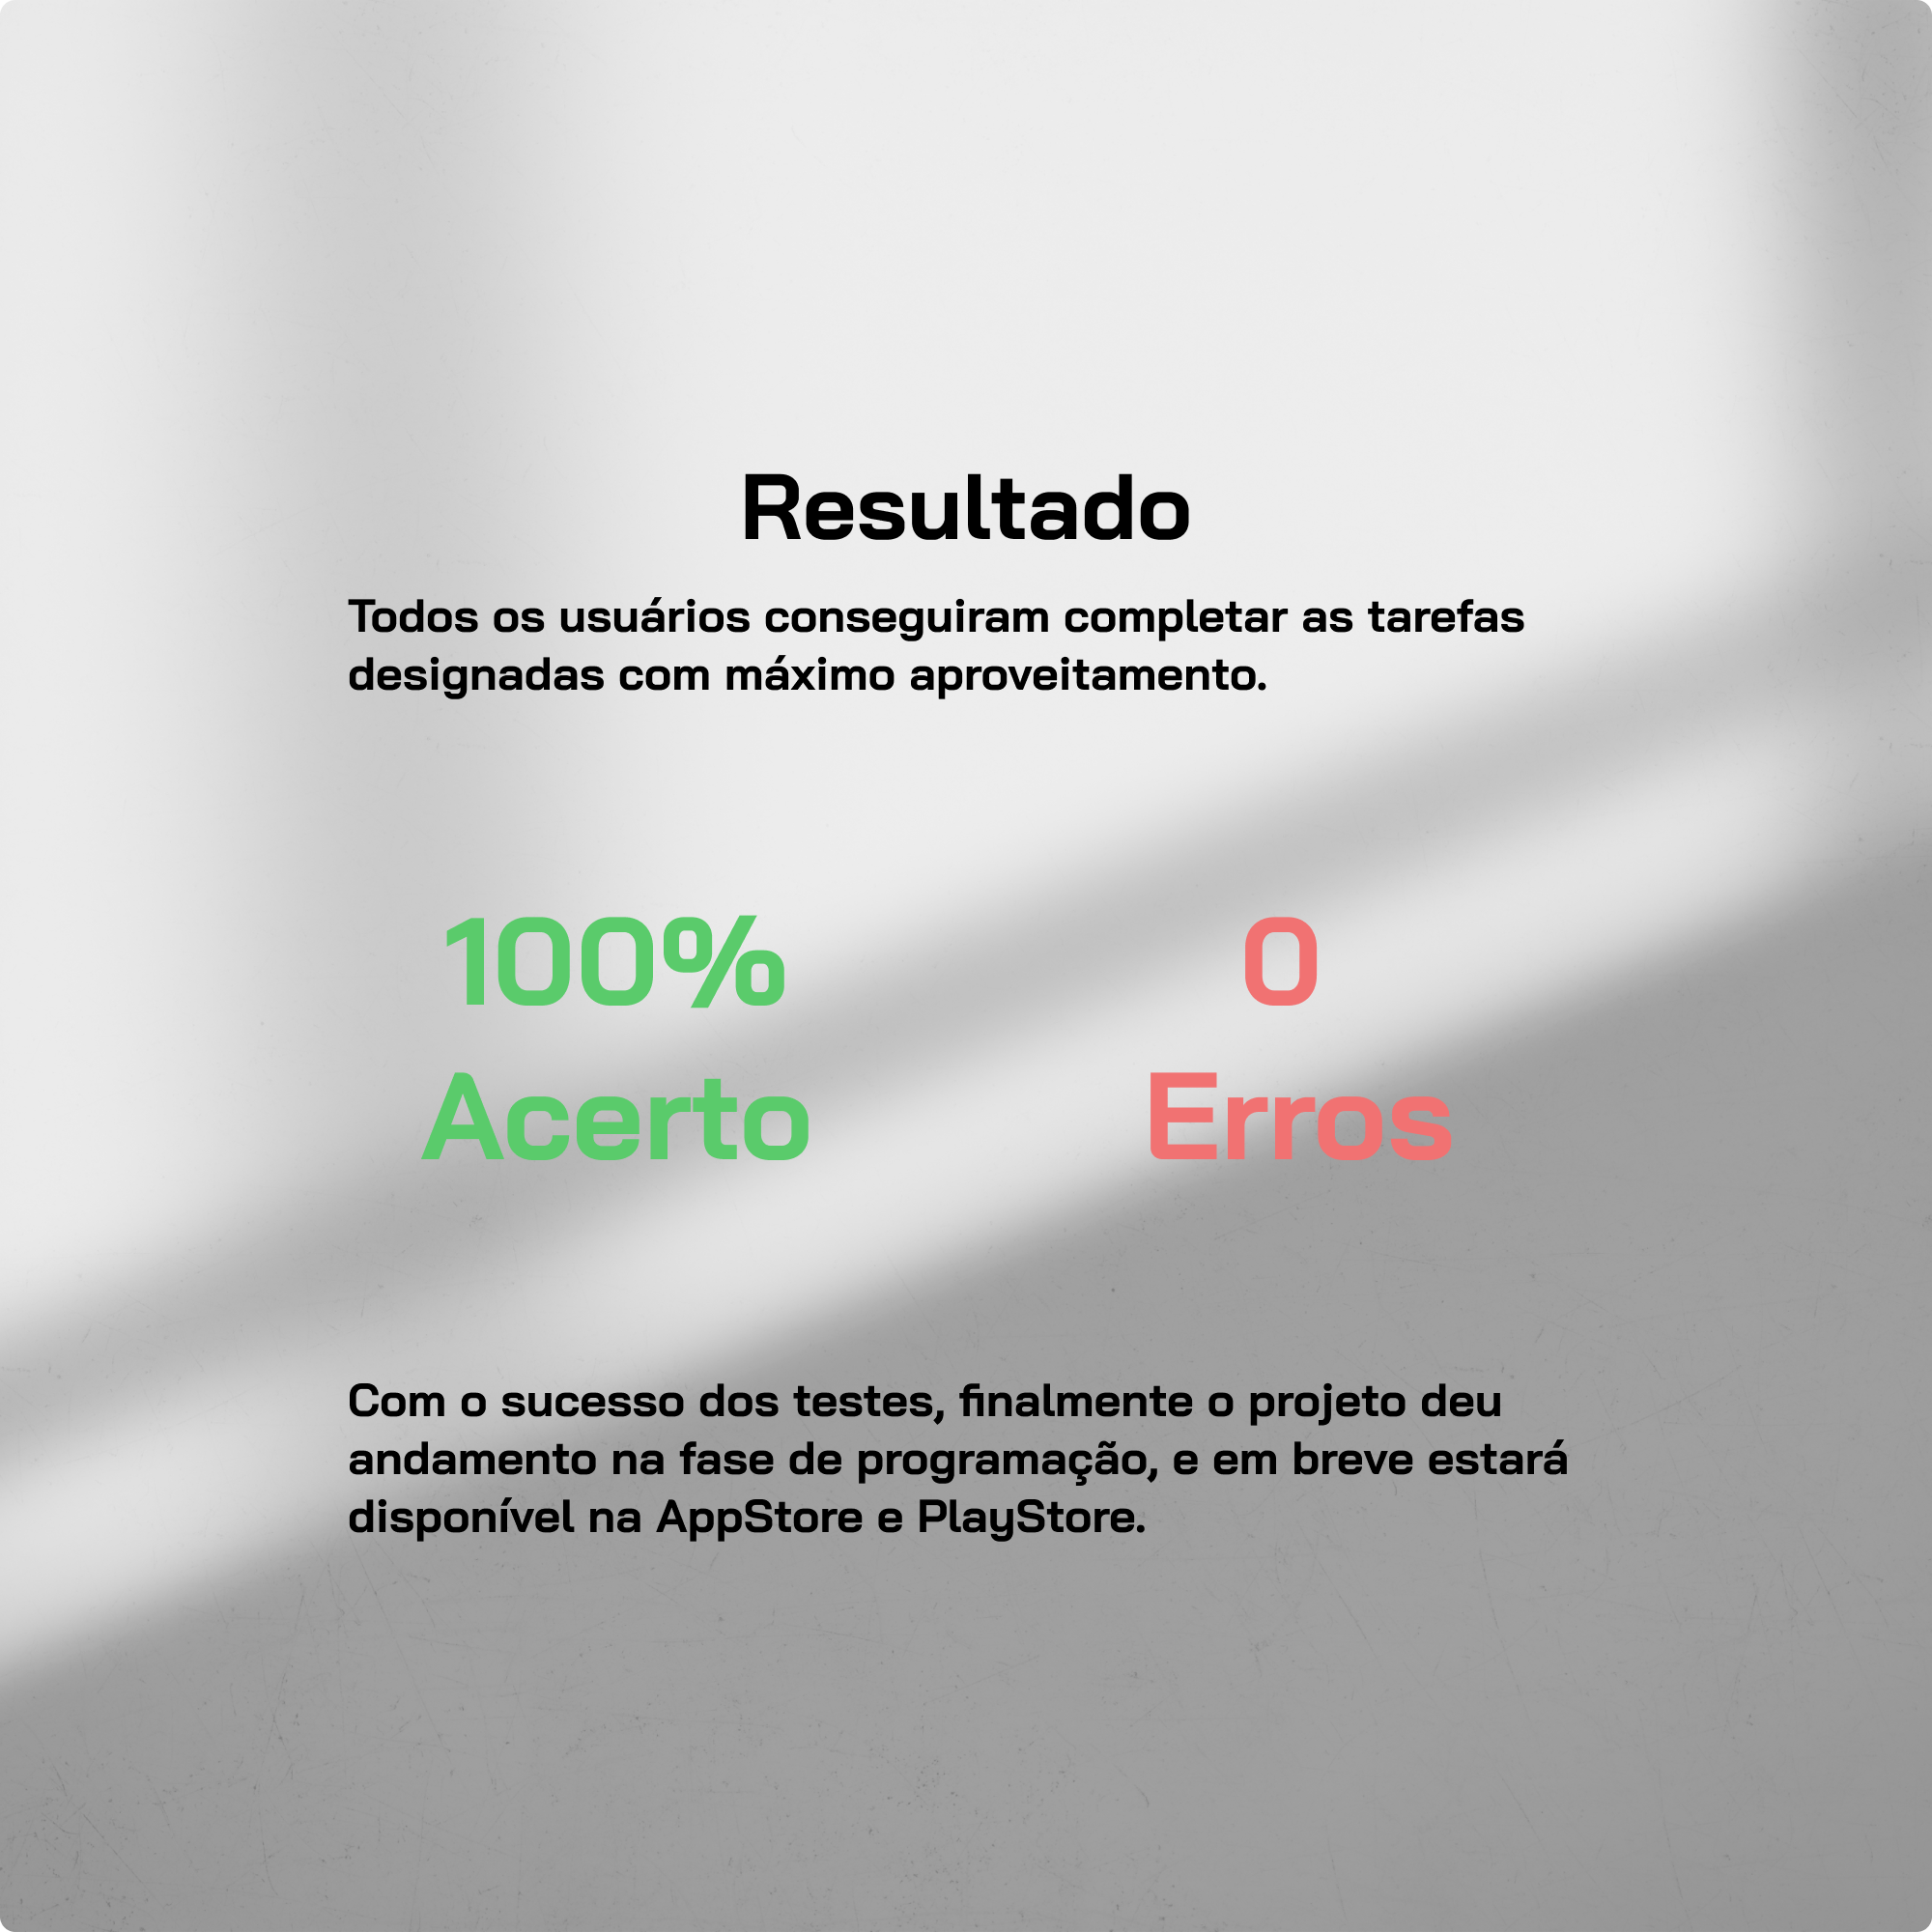 Resultado
Todos os usuários conseguiram completar as tarefas
designadas com máximo aproveitamento.
100%
Acerto
0
Erros
Com o sucesso dos testes, finalmente o projeto deu
andamento na fase de programação, e em breve estará
disponível na AppStore e PlayStore.